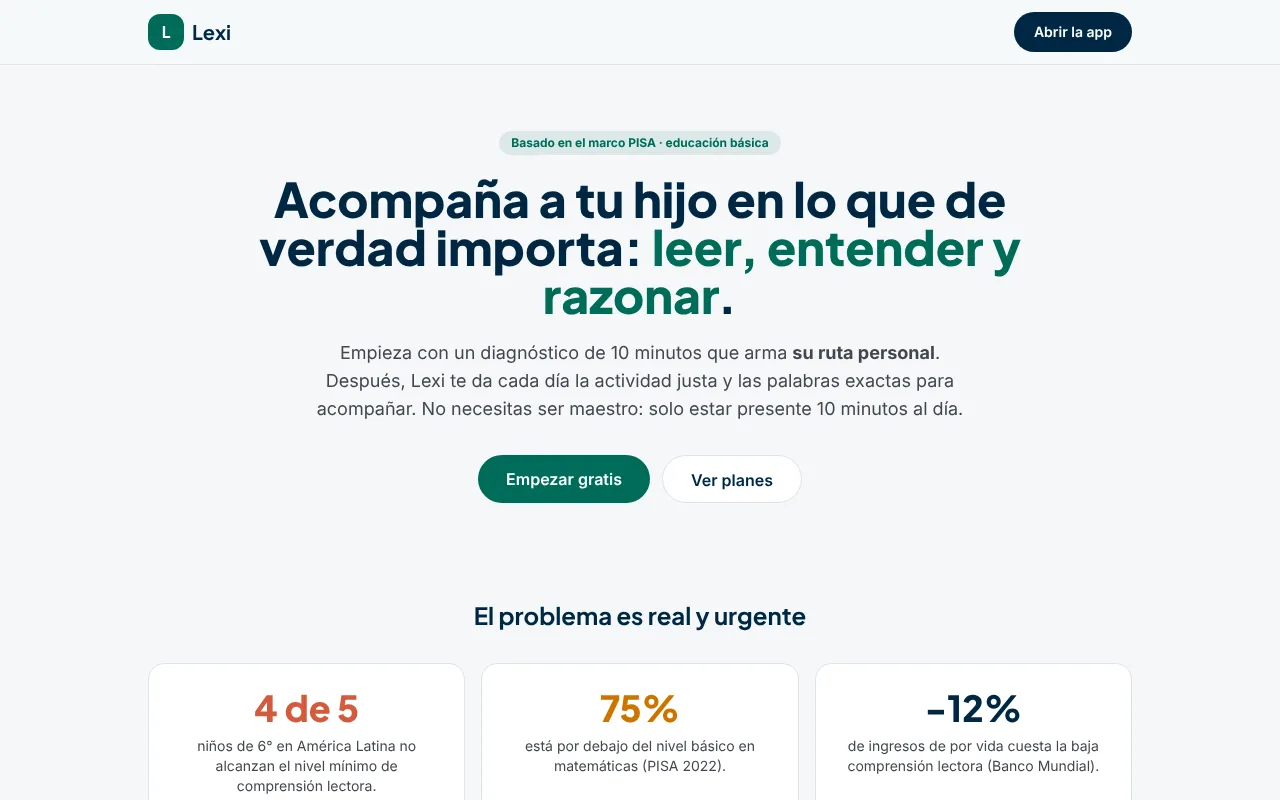 L
Lexi
Abrir la app
Basado en el marco PISA · educación básica
Acompaña a tu hijo en lo que de
verdad importa: leer, entender y
razonar.
Empieza con un diagnóstico de 10 minutos que arma su ruta personal.
Después, Lexi te da cada día la actividad justa y las palabras exactas para
acompañar. No necesitas ser maestro: solo estar presente 10 minutos al día.
Empezar gratis
Ver planes
El problema es real y urgente
4 de 5
niños de 6° en América Latina no
alcanzan el nivel mínimo de
comprensión lectora.
75%
está por debajo del nivel básico en
matemáticas (PISA 2022).
−12%
de ingresos de por vida cuesta la baja
comprensión lectora (Banco Mundial).